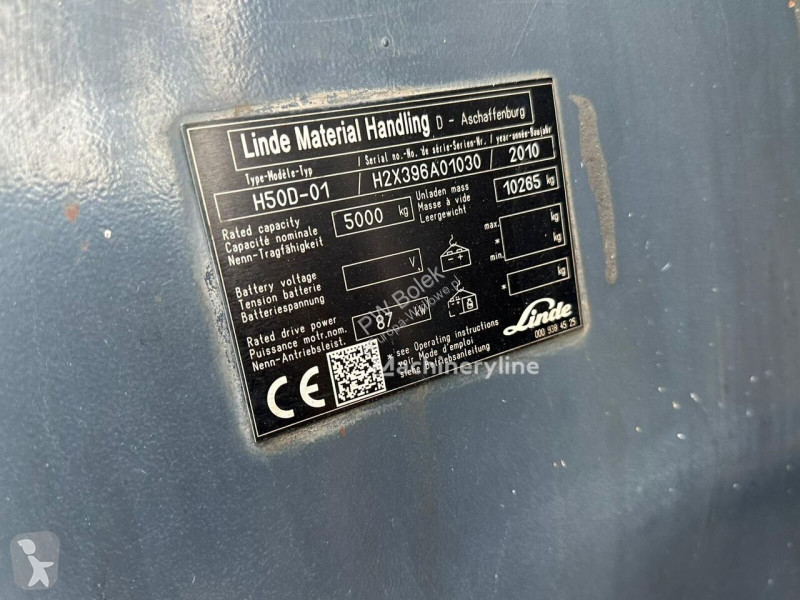 Linde Material Handling D - Aschaffenburg
Type-Modèle-Typ / Serial no.-No. de série-Serien-Nr. / year-année-Baujahr
H50D-01 / H2X396A01030 / 2010
Rated capacity
Capacité nominale
Nenn-Tragfähigkeit
5000 kg
Unladen mass
Masse à vide
Leergewicht
10265 kg
Battery voltage
Tension batterie
Batteriespannung
V
max. kg
*
min. kg
* kg
Rated drive power
Puissance motr.nom.
Nenn-Antriebsleist.
87 kW
* see Operating instructions
voir Mode d'emploi
siehe Betriebsanleitung
Linde
000 938 45 25
CE
PW Bolek
Machineryline